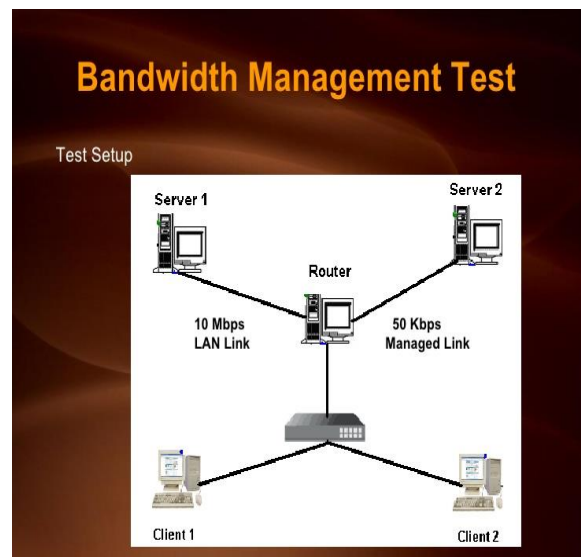 Bandwidth Management Test
Test Setup
Server 1
Server 2
Router
10 Mbps
LAN Link
50 Kbps
Managed Link
Client 1
Client 2